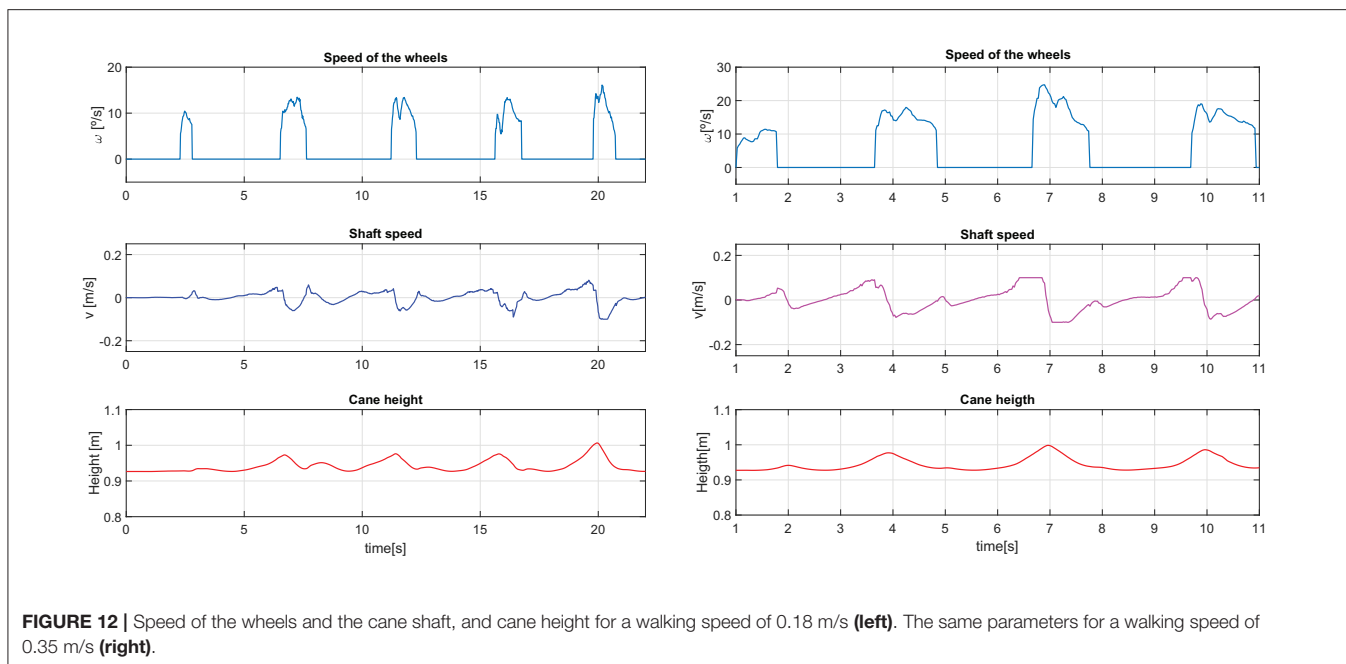 Speed of the wheels
20
10
0
ω [º/s]
0 5 10 15 20
Shaft speed
0.2
0
-0.2
v [m/s]
0 5 10 15 20
Cane height
1.1
1
0.9
0.8
Height [m]
0 5 10 15 20
time[s]
Speed of the wheels
30
20
10
0
ω[º/s]
1 2 3 4 5 6 7 8 9 10 11
Shaft speed
0.2
0
-0.2
v[m/s]
1 2 3 4 5 6 7 8 9 10 11
Cane heigth
1.1
1
0.9
0.8
Heigth[m]
1 2 3 4 5 6 7 8 9 10 11
time[s]
FIGURE 12 | Speed of the wheels and the cane shaft, and cane height for a walking speed of 0.18 m/s (left). The same parameters for a walking speed of
0.35 m/s (right).